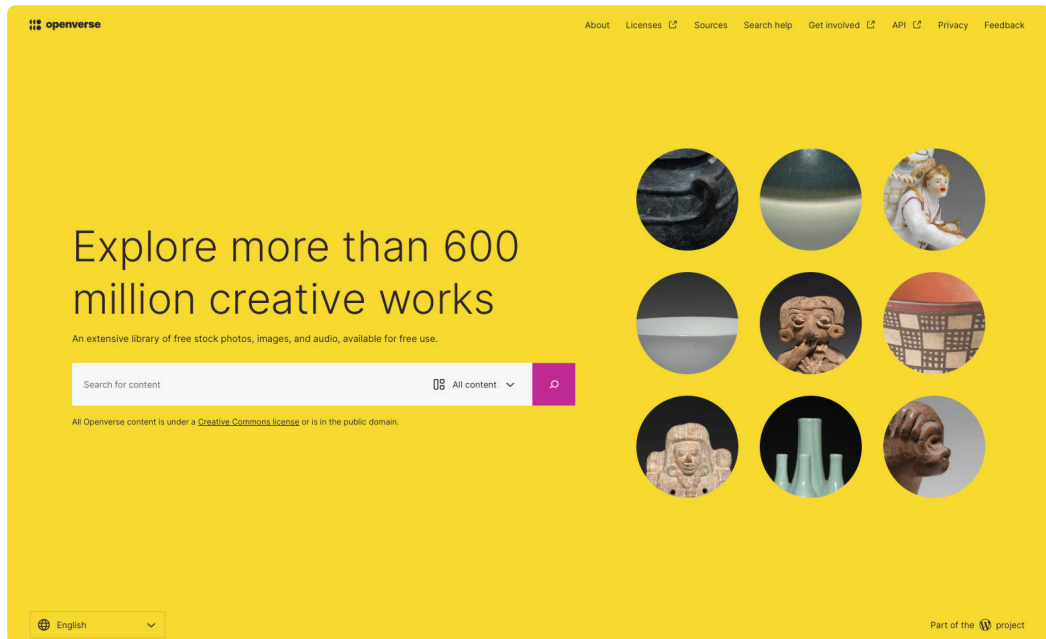 openverse
About Licenses Sources Search help Get involved API Privacy Feedback
Explore more than 600
million creative works
An extensive library of free stock photos, images, and audio, available for free use.
Search for content All content
All Openverse content is under a Creative Commons license or is in the public domain.
English
Part of the W project